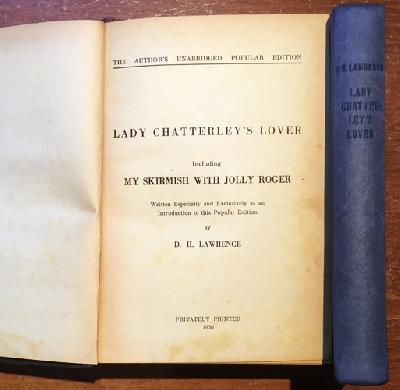 THE AUTHOR'S UNABRIDGED POPULAR EDITION
LADY CHATTERLEY'S LOVER
Including
MY SKIRMISH WITH JOLLY ROGER
Written Especially and Exclusively as an
Introduction to this Popular Edition
BY
D. H. LAWRENCE
PRIVATELY PRINTED
1930
D. H. LAWRENCE
LADY
CHATTER-
LEY'S
LOVER